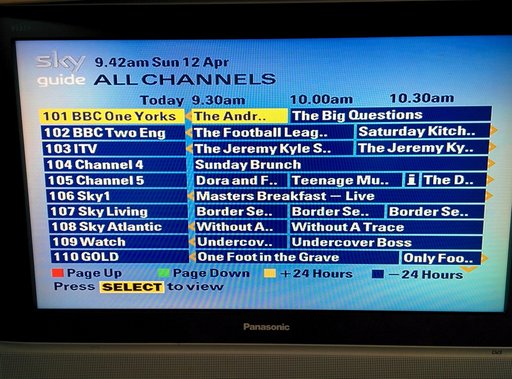 sky 9.42am Sun 12 Apr
guide ALL CHANNELS
Today 9.30am 10.00am 10.30am
101 BBC One Yorks The Andr.. The Big Questions
102 BBC Two Eng The Football Leag.. Saturday Kitch..
103 ITV The Jeremy Kyle S.. The Jeremy Ky..
104 Channel 4 Sunday Brunch
105 Channel 5 Dora and F.. Teenage Mu.. i The D..
106 Sky1 Masters Breakfast – Live
107 Sky Living Border Se.. Border Se.. Border Se..
108 Sky Atlantic Without A.. Without A Trace
109 Watch Undercov.. Undercover Boss
110 GOLD One Foot in the Grave Only Foo..
Page Up Page Down +24 Hours –24 Hours
Press SELECT to view
Panasonic